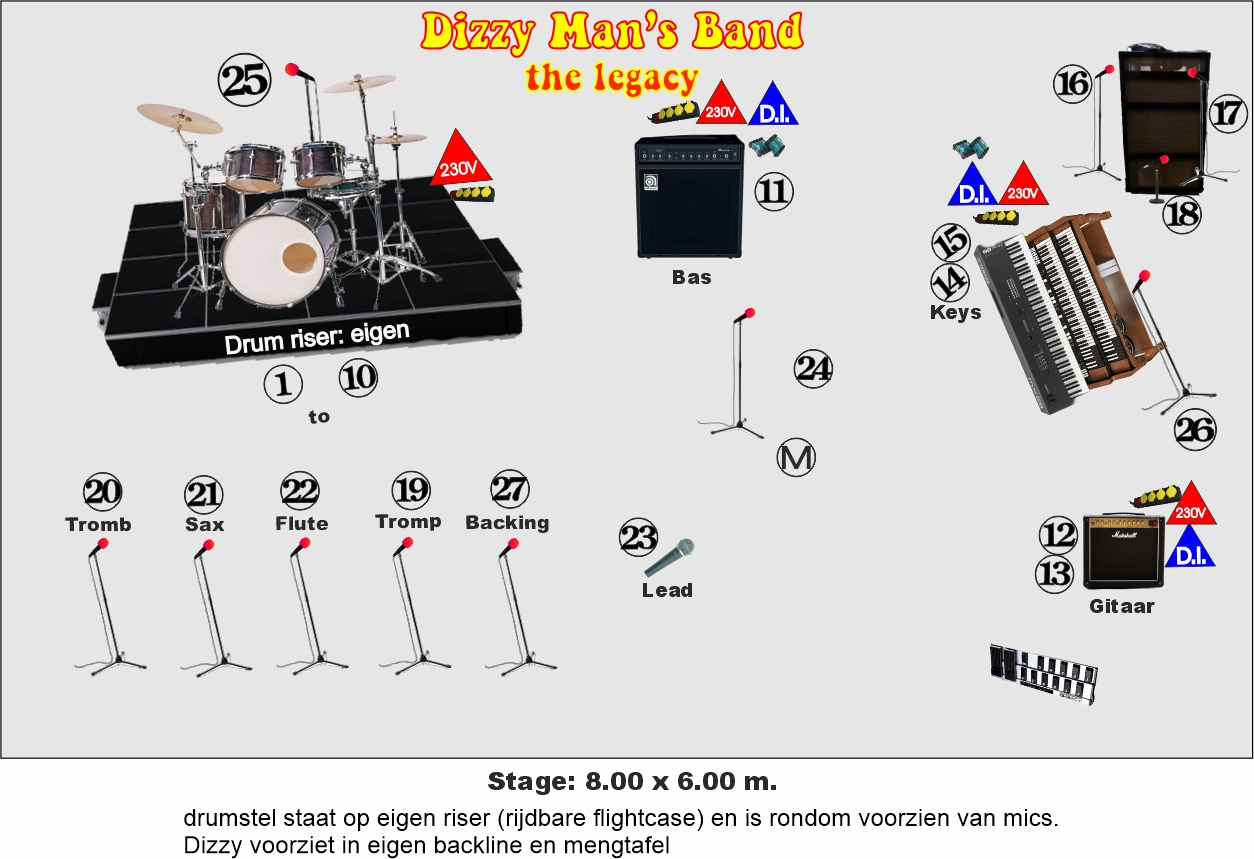 Dizzy Man's Band
the legacy
25
230V
Drum riser: eigen
1 10
to
230V D.I.
11
Bas
16
17
18
D.I. 230V
15
14
Keys
24
M
26
20 21 22 19 27
Tromb Sax Flute Tromp Backing
23
Lead
230V
12
13
Marshall
D.I.
Gitaar
Stage: 8.00 x 6.00 m.
drumstel staat op eigen riser (rijdbare flightcase) en is rondom voorzien van mics.
Dizzy voorziet in eigen backline en mengtafel